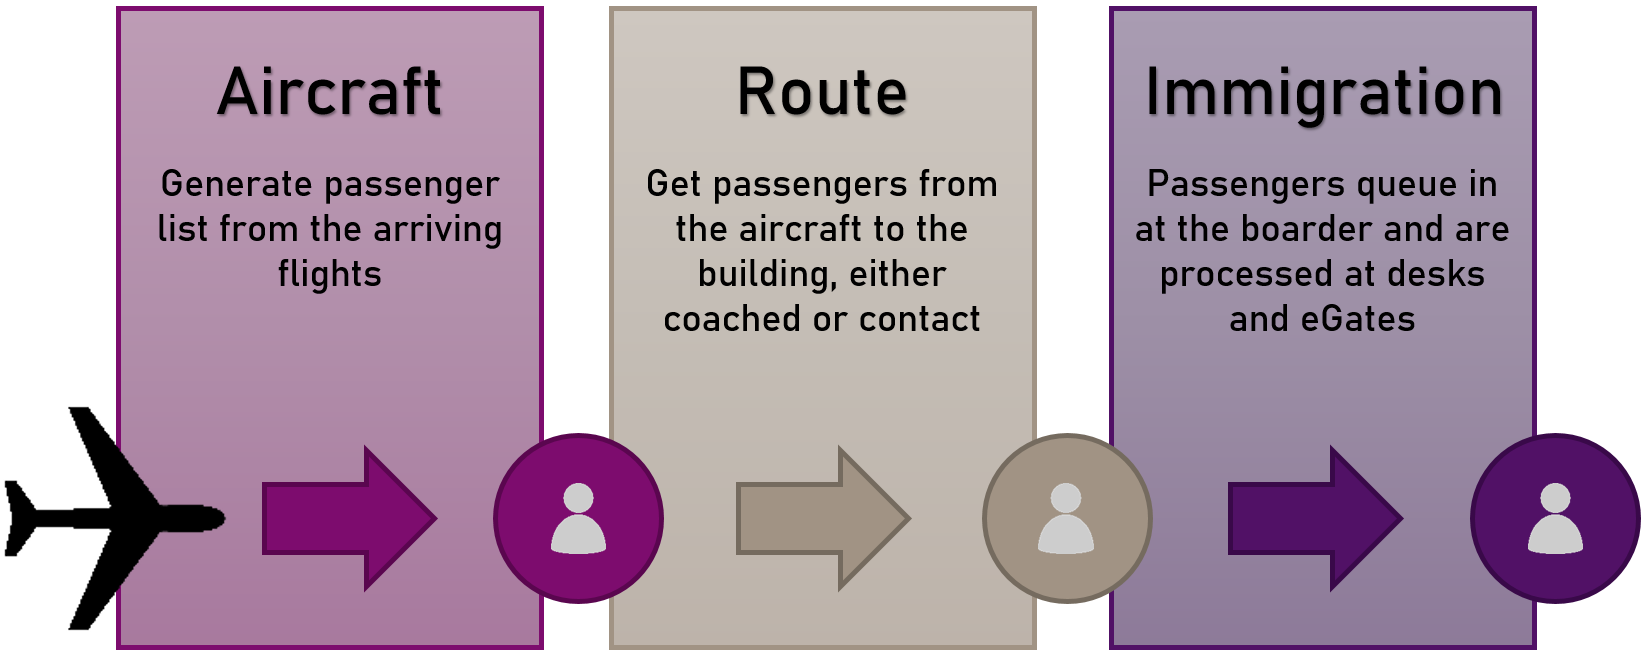 Aircraft
Generate passenger
list from the arriving
flights
Route
Get passengers from
the aircraft to the
building, either
coached or contact
Immigration
Passengers queue in
at the boarder and are
processed at desks
and eGates